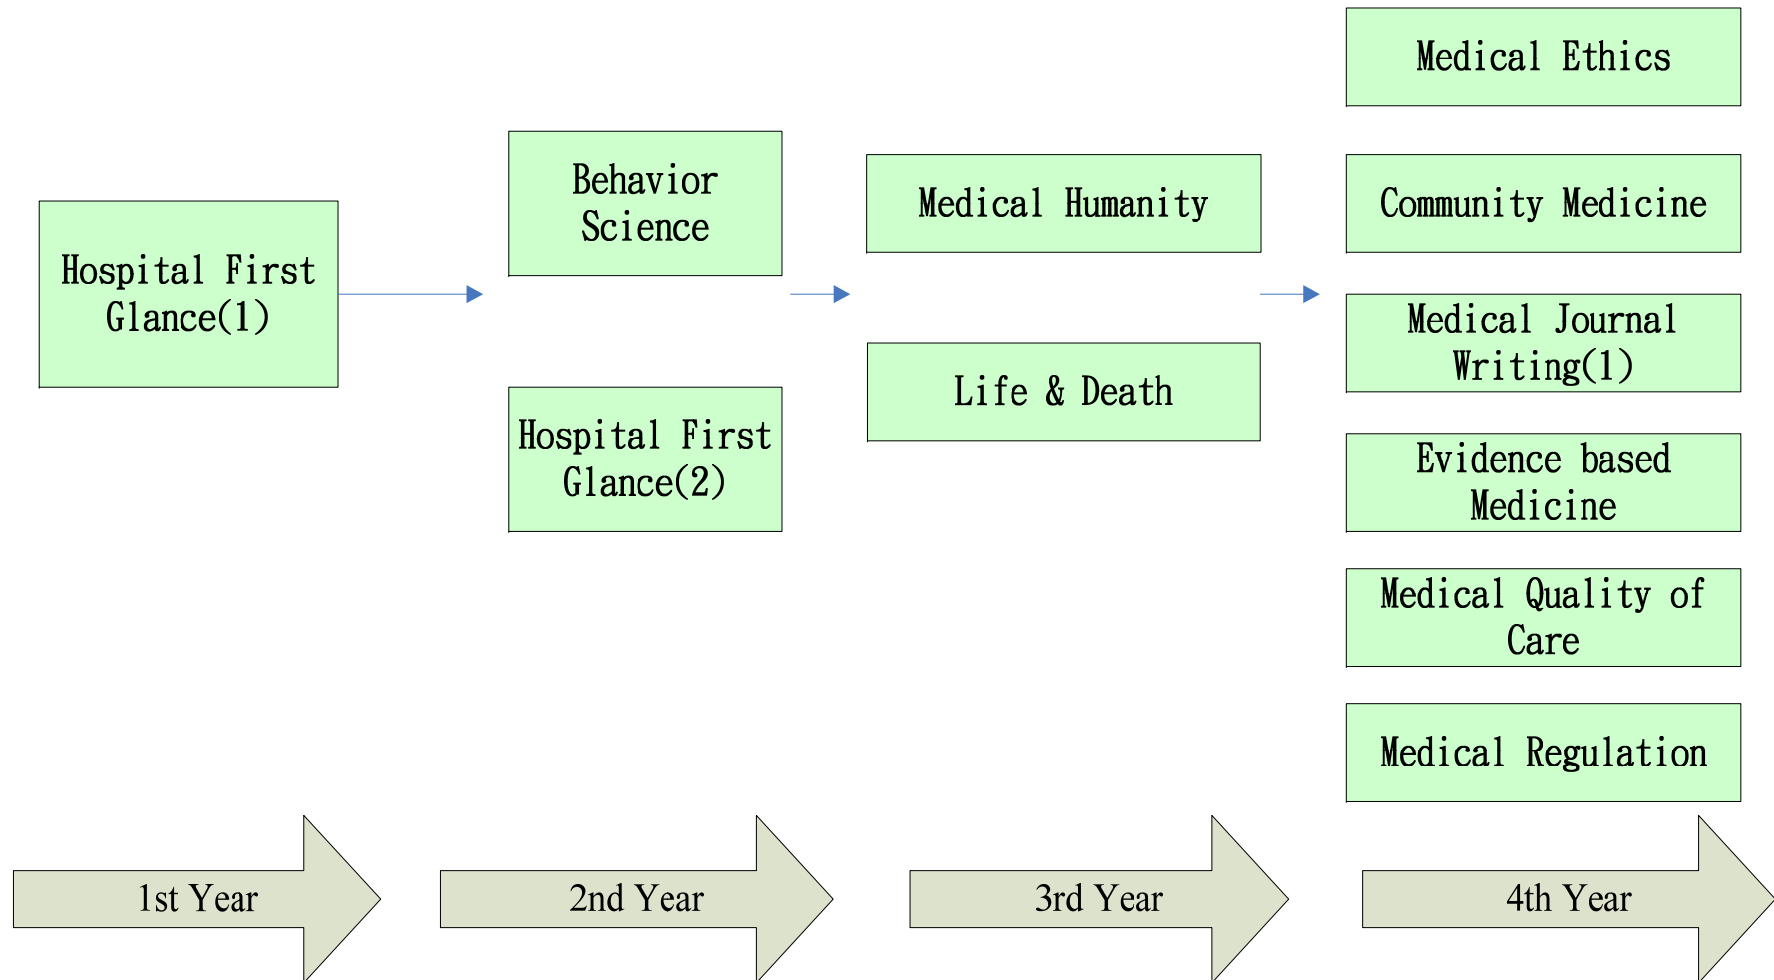 Hospital First
Glance(1)
Behavior
Science
Hospital First
Glance(2)
Medical Humanity
Life & Death
Medical Ethics
Community Medicine
Medical Journal
Writing(1)
Evidence based
Medicine
Medical Quality of
Care
Medical Regulation
1st Year
2nd Year
3rd Year
4th Year